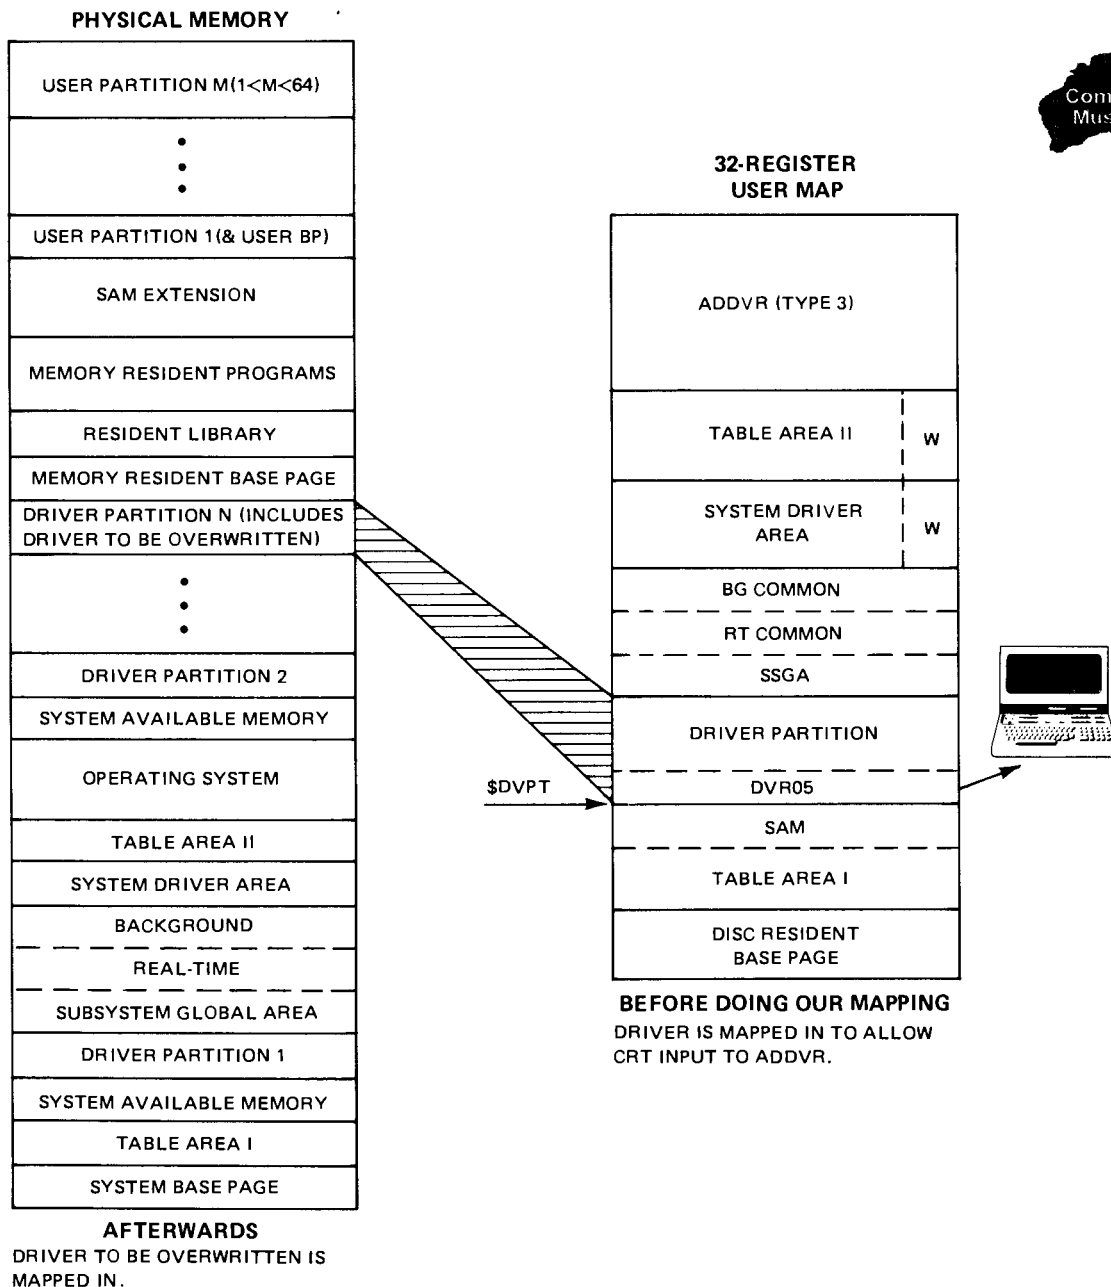 PHYSICAL MEMORY
USER PARTITION M(1<M<64)
USER PARTITION 1(& USER BP)
SAM EXTENSION
MEMORY RESIDENT PROGRAMS
RESIDENT LIBRARY
MEMORY RESIDENT BASE PAGE
DRIVER PARTITION N (INCLUDES
DRIVER TO BE OVERWRITTEN)
DRIVER PARTITION 2
SYSTEM AVAILABLE MEMORY
OPERATING SYSTEM
TABLE AREA II
SYSTEM DRIVER AREA
BACKGROUND
REAL-TIME
SUBSYSTEM GLOBAL AREA
DRIVER PARTITION 1
SYSTEM AVAILABLE MEMORY
TABLE AREA I
SYSTEM BASE PAGE
AFTERWARDS
DRIVER TO BE OVERWRITTEN IS
MAPPED IN.
32-REGISTER
USER MAP
ADDVR (TYPE 3)
TABLE AREA II
W
SYSTEM DRIVER
AREA
W
BG COMMON
RT COMMON
SSGA
DRIVER PARTITION
$DVPT
DVR05
SAM
TABLE AREA I
DISC RESIDENT
BASE PAGE
BEFORE DOING OUR MAPPING
DRIVER IS MAPPED IN TO ALLOW
CRT INPUT TO ADDVR.
Com
Mus